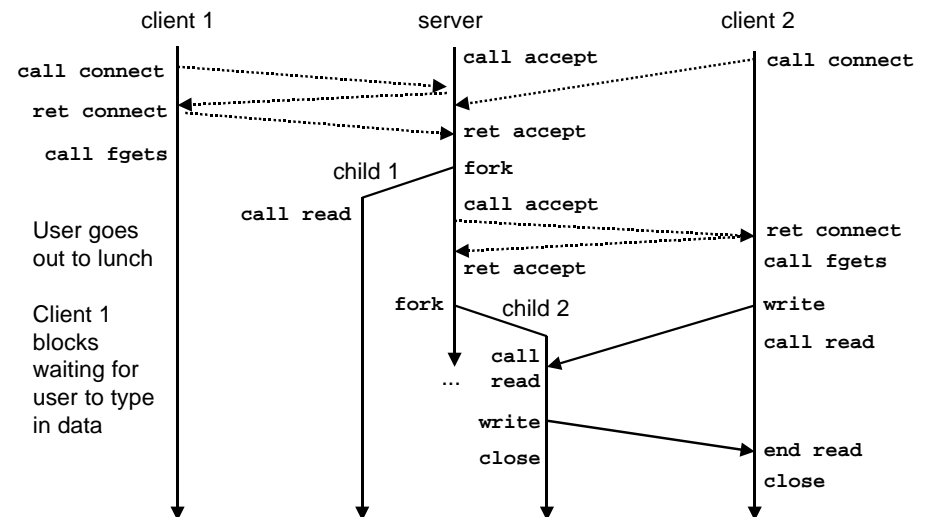 client 1
server
client 2
call connect
call accept
call connect
ret connect
ret accept
call fgets
child 1
fork
call read
call accept
User goes
out to lunch
ret connect
ret accept
call fgets
fork
child 2
write
Client 1
blocks
waiting for
user to type
in data
call read
call
read
...
write
close
end read
close